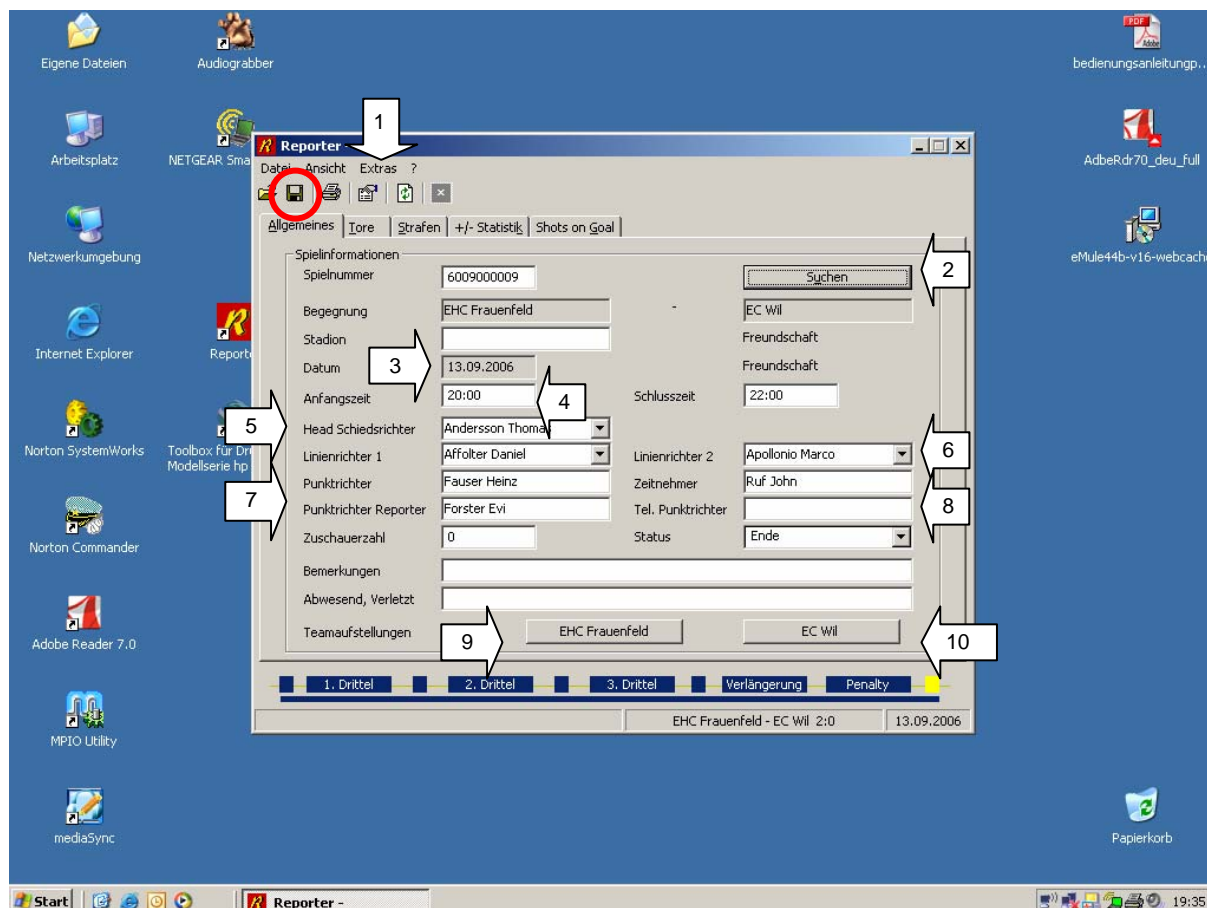 Eigene Dateien
Audiograbber
bedienungsanleitungp...
Arbeitsplatz
NETGEAR Sma
AdbeRdr70_deu_full
Netzwerkumgebung
eMule44b-v16-webcach
Internet Explorer
Reporte
Norton SystemWorks
Toolbox für Dr
Modellserie hp
Norton Commander
Adobe Reader 7.0
MPIO Utility
mediaSync
Papierkorb
1
Reporter -
Datei Ansicht Extras ?
Allgemeines Tore Strafen +/- Statistik Shots on Goal
Spielinformationen
Spielnummer 6009000009 Suchen 2
Begegnung EHC Frauenfeld - EC Wil
Stadion Freundschaft
3 Datum 13.09.2006 Freundschaft
Anfangszeit 20:00 4 Schlusszeit 22:00
5 Head Schiedsrichter Andersson Thomas
Linienrichter 1 Affolter Daniel Linienrichter 2 Apollonio Marco 6
Punktrichter Fauser Heinz Zeitnehmer Ruf John
7 Punktrichter Reporter Forster Evi Tel. Punktrichter 8
Zuschauerzahl 0 Status Ende
Bemerkungen
Abwesend, Verletzt
Teamaufstellungen 9 EHC Frauenfeld EC Wil 10
1. Drittel 2. Drittel 3. Drittel Verlängerung Penalty
EHC Frauenfeld - EC Wil 2:0 13.09.2006
Start Reporter - 19:35